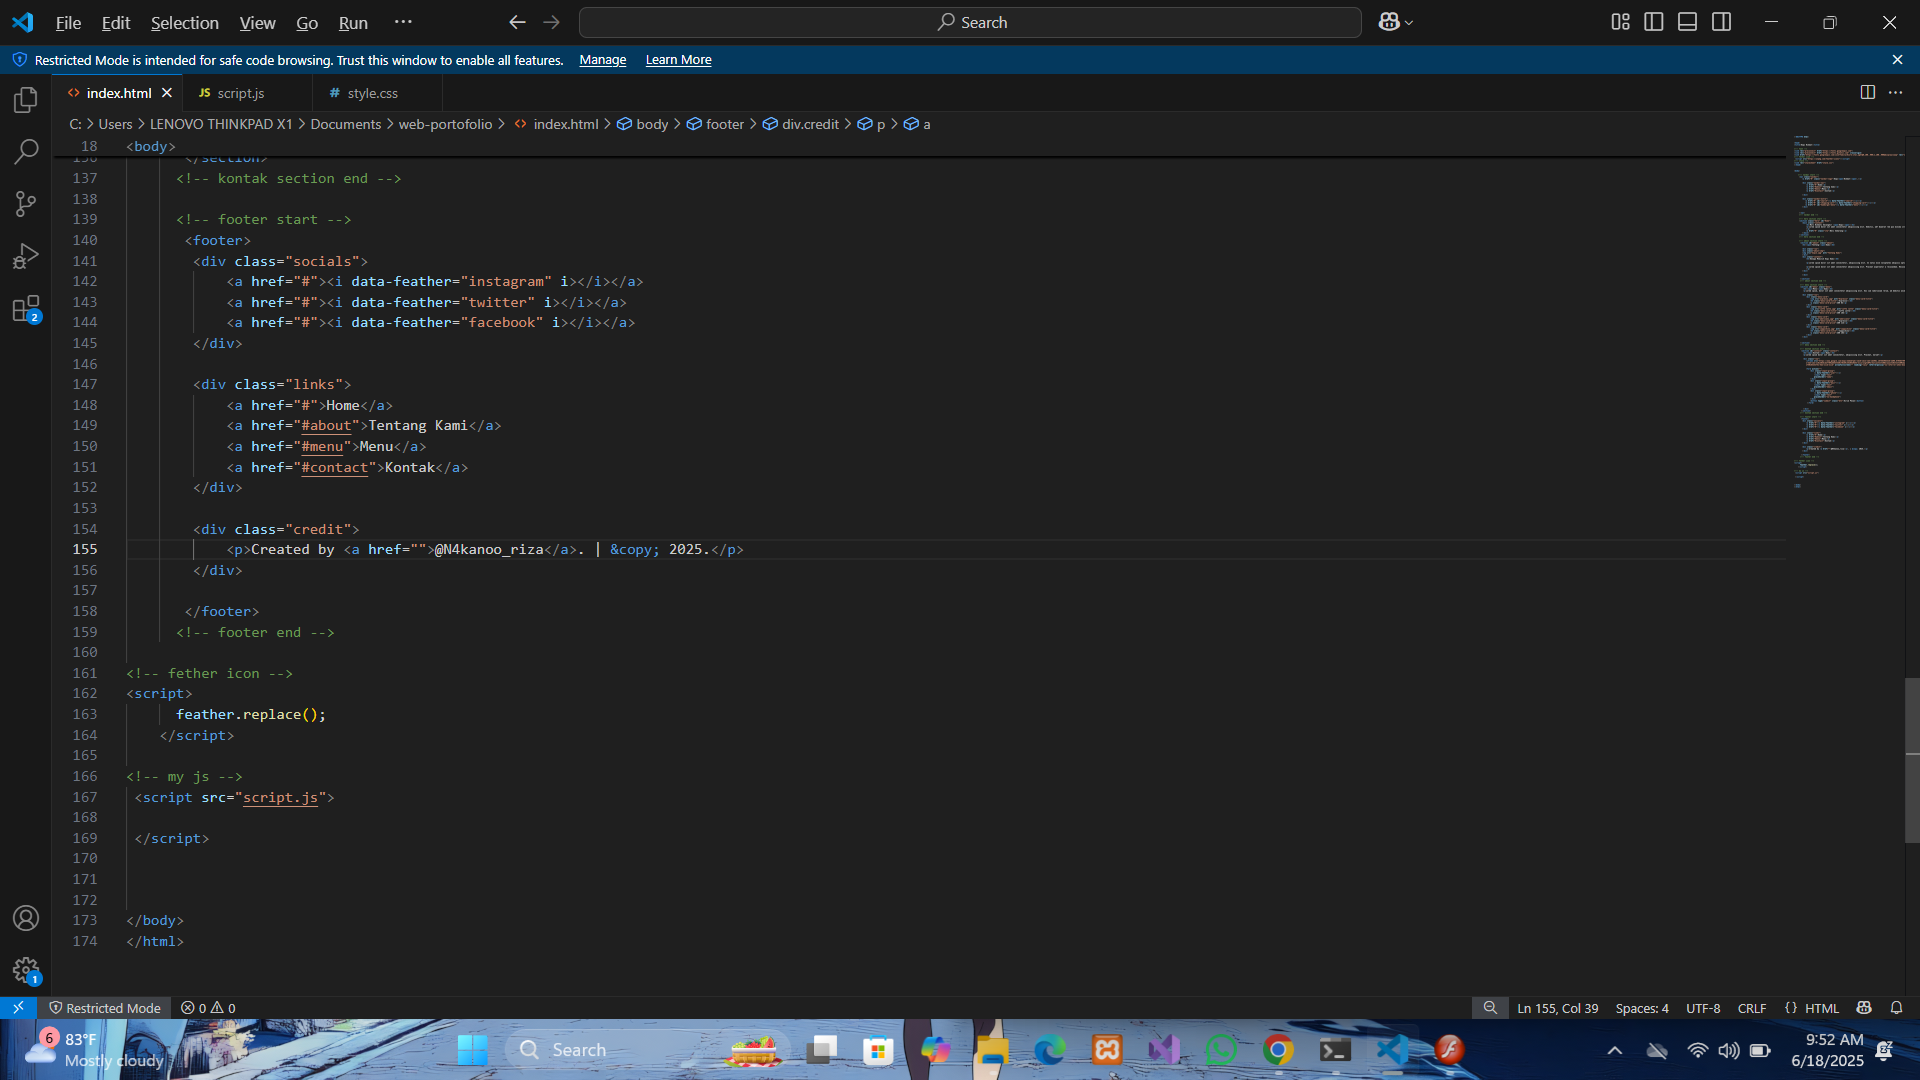 File Edit Selection View Go Run ···
Search
Restricted Mode is intended for safe code browsing. Trust this window to enable all features. Manage Learn More
index.html
JS script.js
# style.css
C: > Users > LENOVO THINKPAD X1 > Documents > web-portofolio > index.html > body > footer > div.credit > p > a
18 <body>
136 </section>
137 <!-- kontak section end -->
138
139 <!-- footer start -->
140 <footer>
141 <div class="socials">
142 <a href="#"><i data-feather="instagram" i></i></a>
143 <a href="#"><i data-feather="twitter" i></i></a>
144 <a href="#"><i data-feather="facebook" i></i></a>
145 </div>
146
147 <div class="links">
148 <a href="#">Home</a>
149 <a href="#about">Tentang Kami</a>
150 <a href="#menu">Menu</a>
151 <a href="#contact">Kontak</a>
152 </div>
153
154 <div class="credit">
155 <p>Created by <a href="">@N4kanoo_riza</a>. | &copy; 2025.</p>
156 </div>
157
158 </footer>
159 <!-- footer end -->
160
161 <!-- fether icon -->
162 <script>
163 feather.replace();
164 </script>
165
166 <!-- my js -->
167 <script src="script.js">
168
169 </script>
170
171
172
173 </body>
174 </html>
2
1
Restricted Mode 0 0 Ln 155, Col 39 Spaces: 4 UTF-8 CRLF {} HTML
6 83°F
Mostly cloudy
Search
9:52 AM
6/18/2025